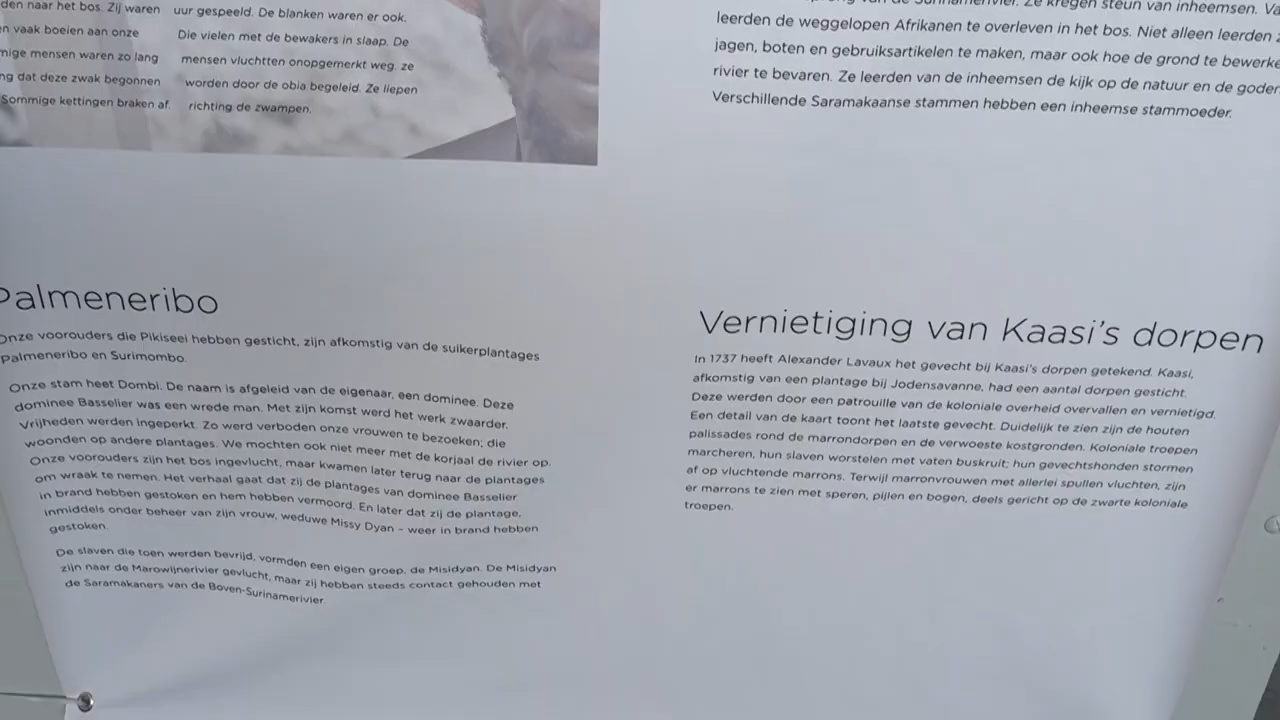 den naar het bos. Zij waren
n vaak boeien aan onze
mensen waren zo lang
dat deze zwak begonnen
Sommige kettingen braken af.
uur gespeeld. De blanken waren er ook.
Die vielen met de bewakers in slaap. De
mensen vluchtten onopgemerkt weg. ze
worden door de obia begeleid. Ze liepen
richting de zwampen.
Ze kregen steun van inheemsen.
leerden de weggelopen Afrikanen te overleven in het bos. Niet alleen leerden
jagen, boten en gebruiksartikelen te maken, maar ook hoe de grond te bewerke
rivier te bevaren. Ze leerden van de inheemsen de kijk op de natuur en de goden
Verschillende Saramakaanse stammen hebben een inheemse stammoeder.
Palmeneribo
Onze voorouders die Pikiseei hebben gesticht, zijn afkomstig van de suikerplantages
palmeneribo en Surimombo.
Onze stam heet Dombi. De naam is afgeleid van de eigenaar, een dominee. Deze
dominee Basselier was een wrede man. Met zijn komst werd het werk zwaarder.
Vrijheden werden ingeperkt. Zo werd verboden onze vrouwen te bezoeken; die
woonden op andere plantages. We mochten ook niet meer met de korjaal de rivier op.
Onze voorouders zijn het bos ingevlucht, maar kwamen later terug naar de plantages
om wraak te nemen. Het verhaal gaat dat zij de plantages van dominee Basselier
in brand hebben gestoken en hem hebben vermoord. En later dat zij de plantage,
inmiddels onder beheer van zijn vrouw, weduwe Missy Dyan – weer in brand hebben
gestoken.
De slaven die toen werden bevrijd, vormden een eigen groep, de Misidyan. De Misidyan
zijn naar de Marowijnerivier gevlucht, maar zij hebben steeds contact gehouden met
de Saramakaners van de Boven-Surinamerivier
Vernietiging van Kaasi's dorpen
In 1737 heeft Alexander Lavaux het gevecht bij Kaasi's dorpen getekend. Kaasi,
afkomstig van een plantage bij Jodensavanne, had een aantal dorpen gesticht.
Deze werden door een patrouille van de koloniale overheid overvallen en vernietigd.
Een detail van de kaart toont het laatste gevecht. Duidelijk te zien zijn de houten
palissades rond de marrondorpen en de verwoeste kostgronden. Koloniale troepen
marcheren, hun slaven worstelen met vaten buskruit; hun gevechtshonden stormen
af op vluchtende marrons. Terwijl marronvrouwen met allerlei spullen vluchten, zijn
er marrons te zien met speren, pijlen en bogen, deels gericht op de zwarte koloniale
troepen.